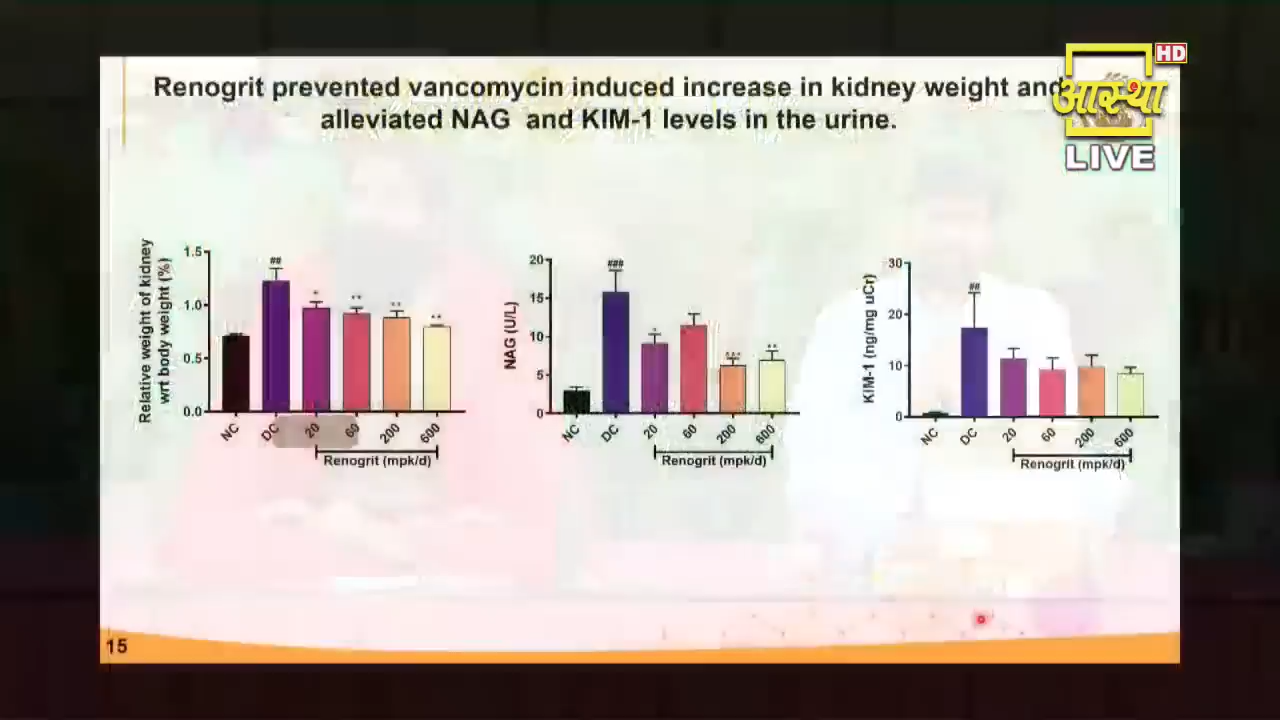 Renogrit prevented vancomycin induced increase in kidney weight and
alleviated NAG and KIM-1 levels in the urine.
HD
आस्था
LIVE
Relative weight of kidney
wrt body weight (%)
1.5
1.0
0.5
0.0
##
*
**
**
**
NC
DC
20
60
200
600
Renogrit (mpk/d)
NAG (U/L)
20
15
10
5
0
###
*
***
**
NC
DC
20
60
200
600
Renogrit (mpk/d)
KIM-1 (ng/mg uCr)
30
20
10
0
##
NC
DC
20
60
200
600
Renogrit (mpk/d)
15